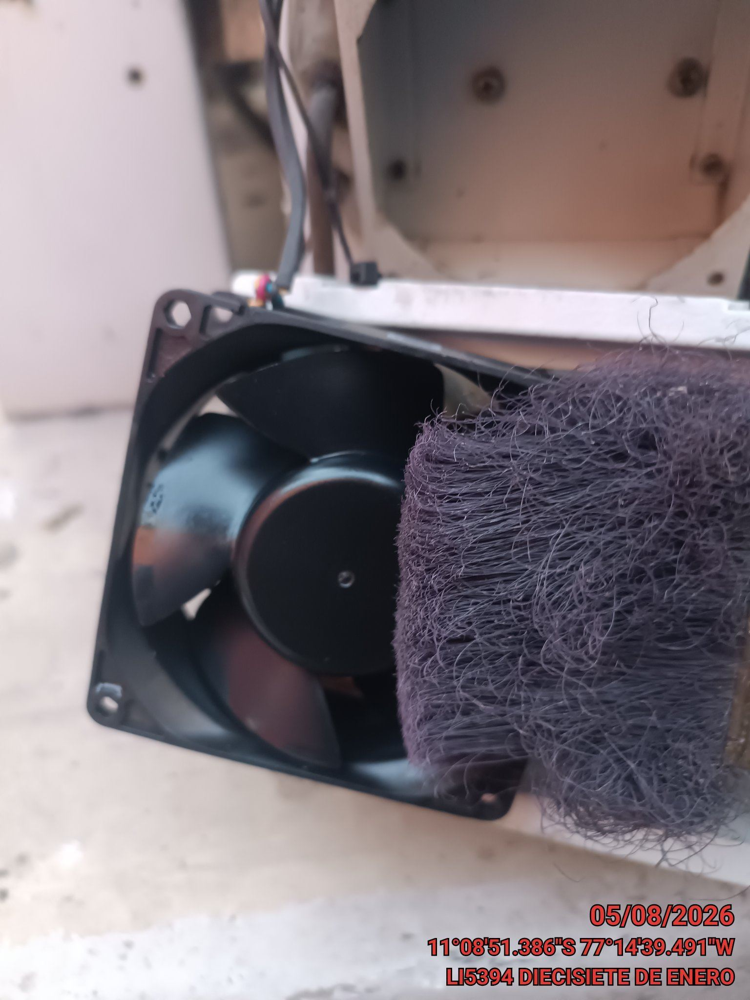 05/08/2026
11°08'51.386"S 77°14'39.491"W
LI5394 DIECISIETE DE ENERO